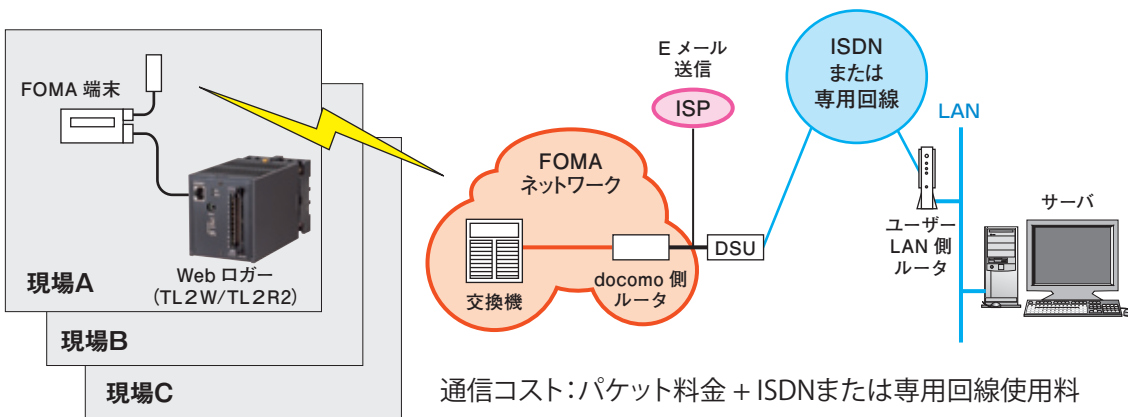 FOMA 端末
Web ロガー
(TL2W/TL2R2)
現場A
現場B
現場C
E メール
送信
ISP
FOMA
ネットワーク
交換機
docomo 側
ルータ
DSU
ISDN
または
専用回線
LAN
ユーザー
LAN 側
ルータ
サーバ
通信コスト：パケット料金 + ISDNまたは専用回線使用料